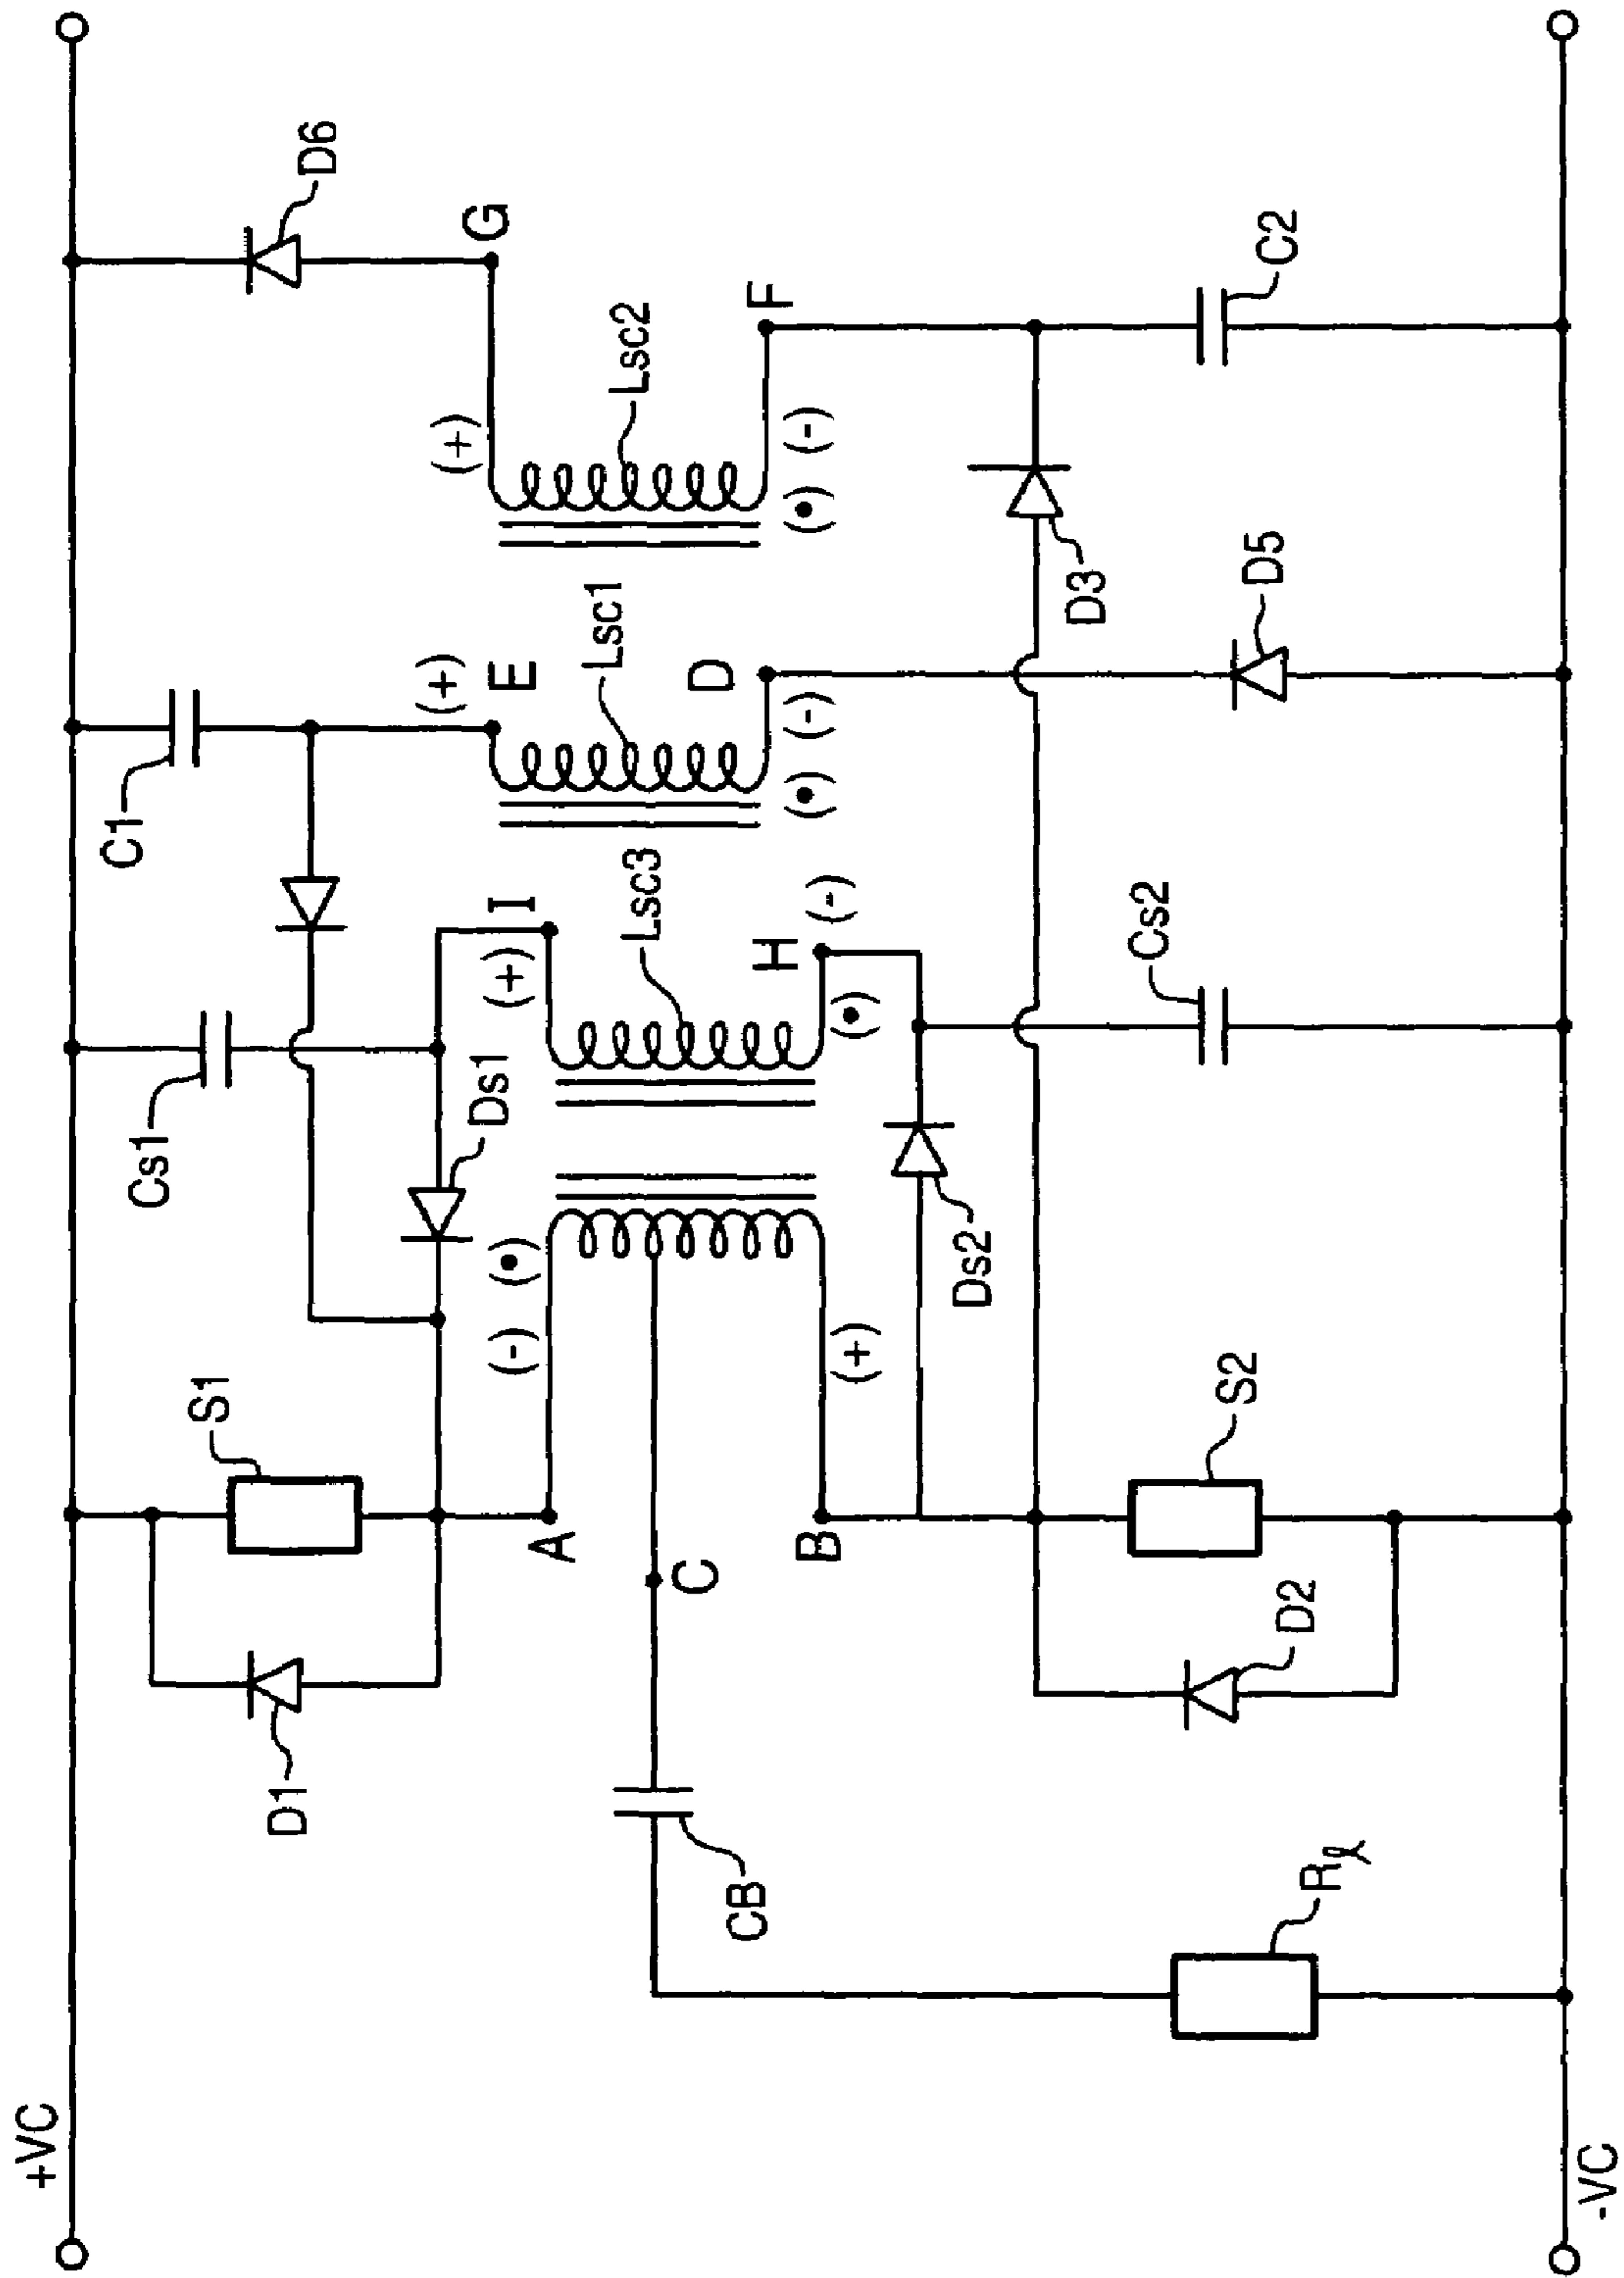 +VC
C1
Cs1
S1
D1
D6
(+)
(+)
G
Ds1
(+)
I
E
(-)
(•)
A
Lsc3
Lsc1
Lsc2
C
CB
H
D
F
B
(+)
(•)
(-)
(•)
(-)
(•)
(-)
Ds2
D3
Cs2
S2
D5
C2
D2
Rℓ
-VC